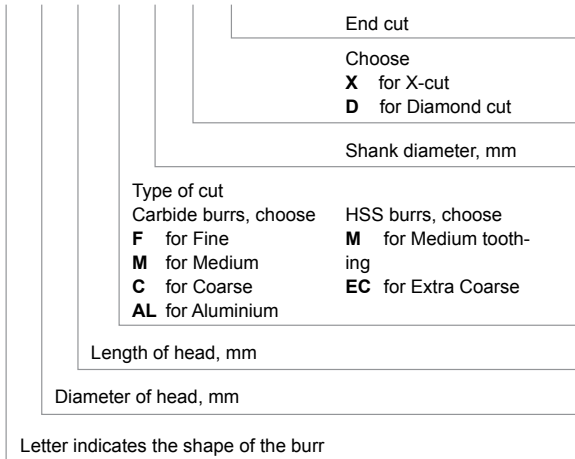 End cut
Choose
X for X-cut
D for Diamond cut
Shank diameter, mm
Type of cut
Carbide burrs, choose
F for Fine
M for Medium
C for Coarse
AL for Aluminium
HSS burrs, choose
M for Medium tooth-
ing
EC for Extra Coarse
Length of head, mm
Diameter of head, mm
Letter indicates the shape of the burr